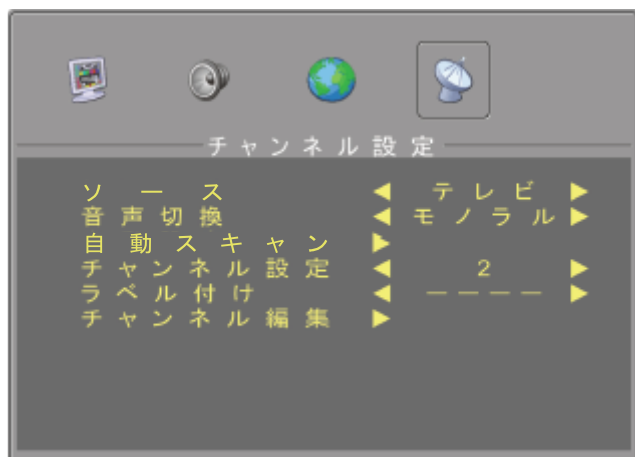 チャンネル設定
ソース ◀ テレビ ▶
音声切換 ◀ モノラル ▶
自動スキャン ▶
チャンネル設定 ◀ 2 ▶
ラベル付け ◀ −−−− ▶
チャンネル編集 ▶